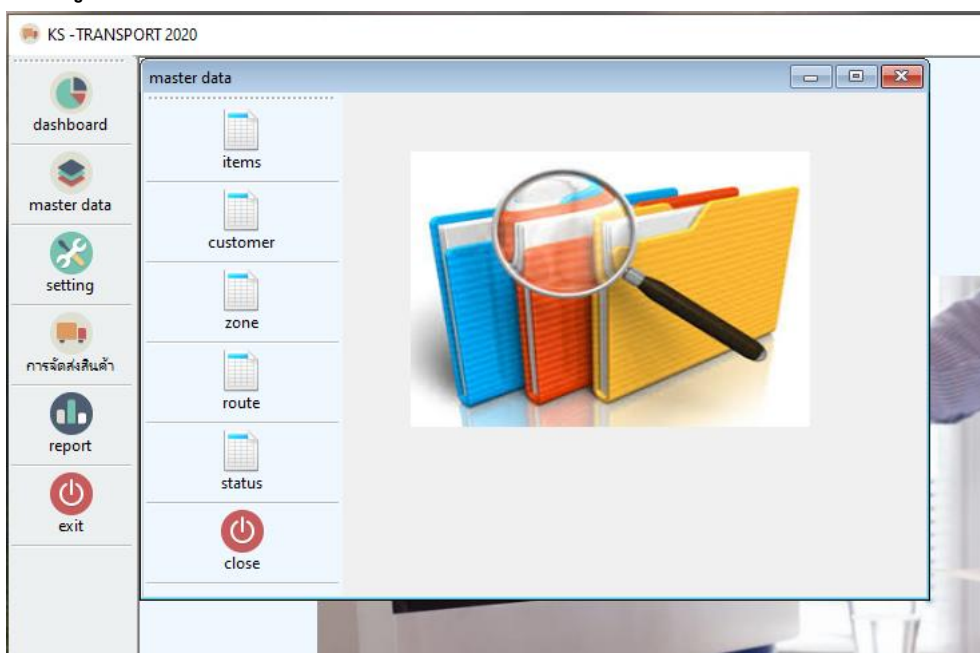 KS -TRANSPORT 2020
dashboard
master data
setting
การจัดส่งสินค้า
report
exit
master data
items
customer
zone
route
status
close